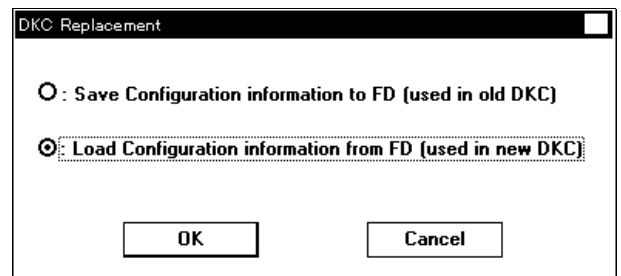 DKC Replacement
: Save Configuration information to FD (used in old DKC)
: Load Configuration information from FD (used in new DKC)
OK Cancel